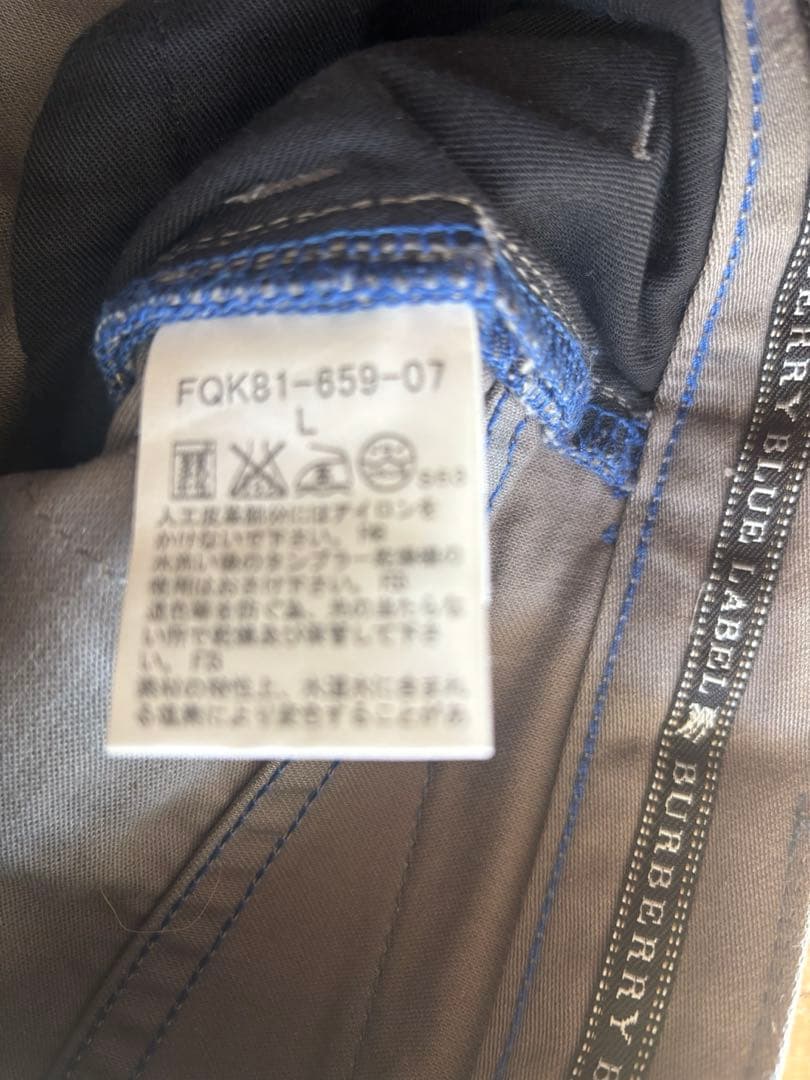 FQK81-659-07
L
人工皮革部分にはアイロンを
かけないで下さい。
水洗い後のタンブラー乾燥機の
使用はおさけ下さい。
退色等を防ぐ為、光の当たらな
い所で乾燥及び保管して下さ
い。
素材の特性上、水道水に含まれ
る塩素により変色することがあ
ERRY BLUE LABEL BURBERRY B